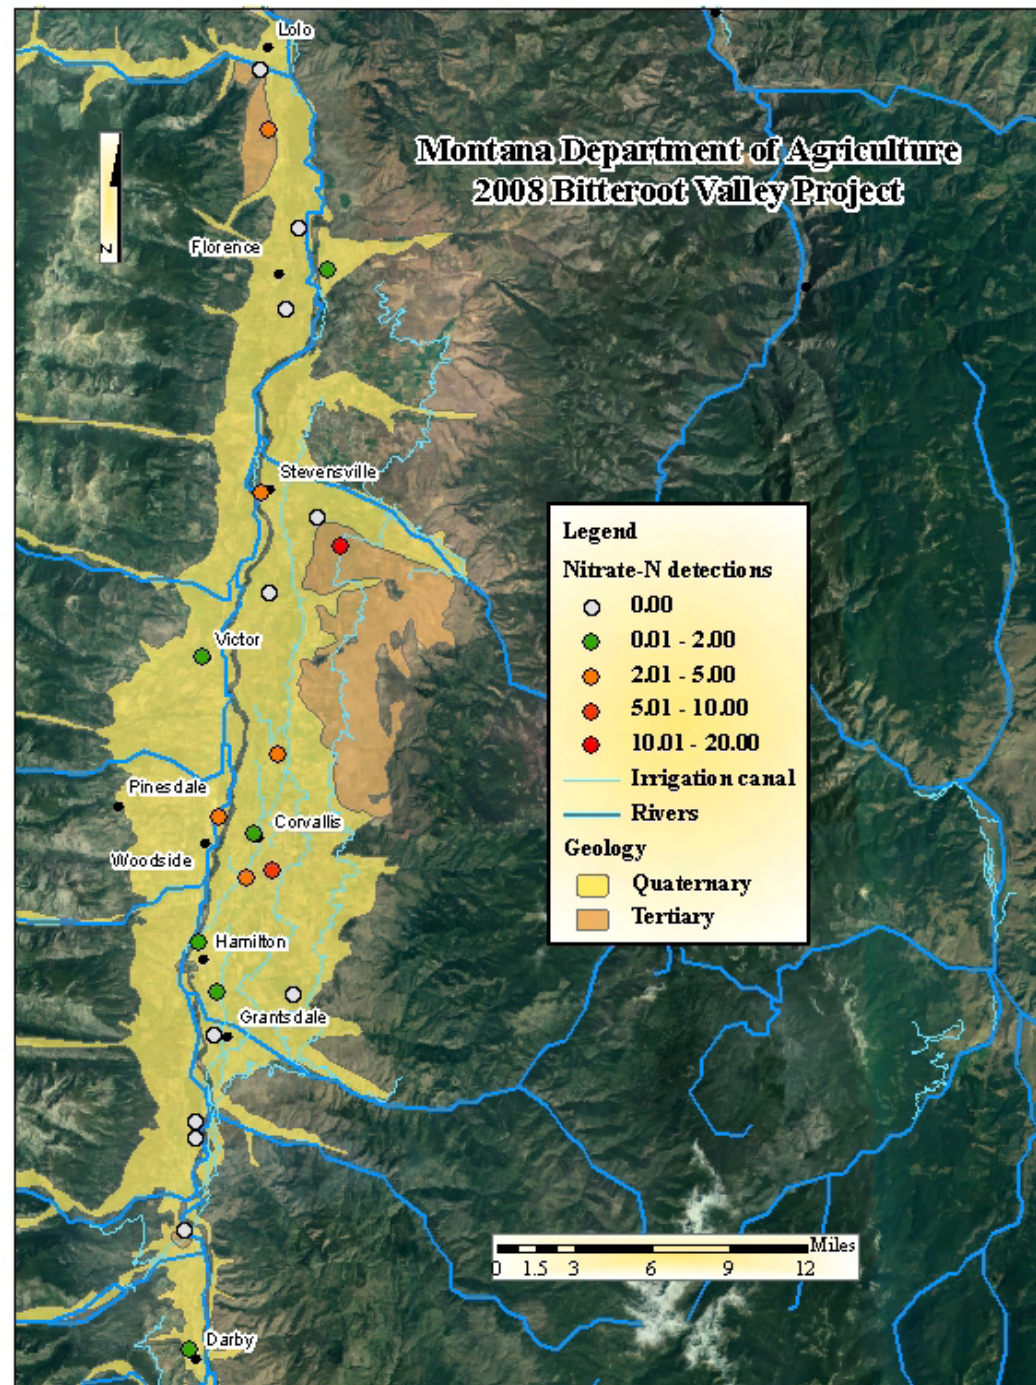 Lolo
Montana Department of Agriculture
2008 Bitteroot Valley Project
N
Florence
Stevensville
Legend
Nitrate-N detections
0.00
0.01 - 2.00
2.01 - 5.00
5.01 - 10.00
10.01 - 20.00
Irrigation canal
Rivers
Geology
Quaternary
Tertiary
Victor
Pinesdale
Corvallis
Woodside
Hamilton
Grantsdale
Miles
0 1.5 3 6 9 12
Darby